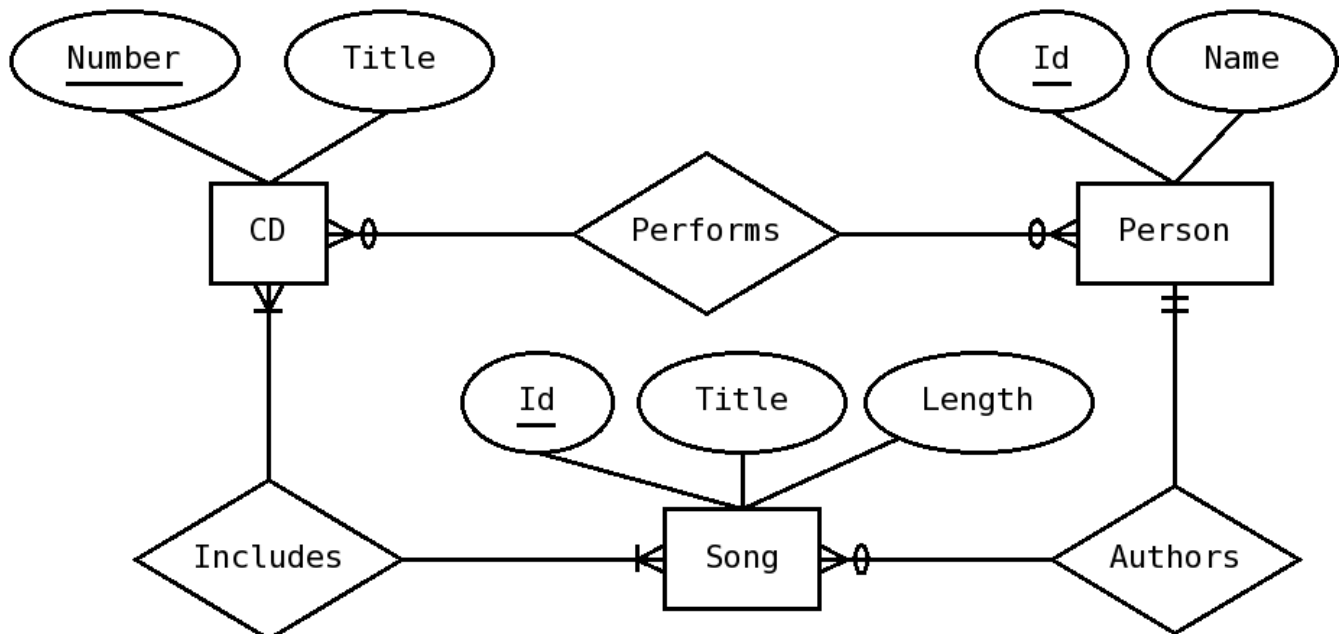 Number
Title
Id
Name
CD
Performs
Person
Id
Title
Length
Includes
Song
Authors